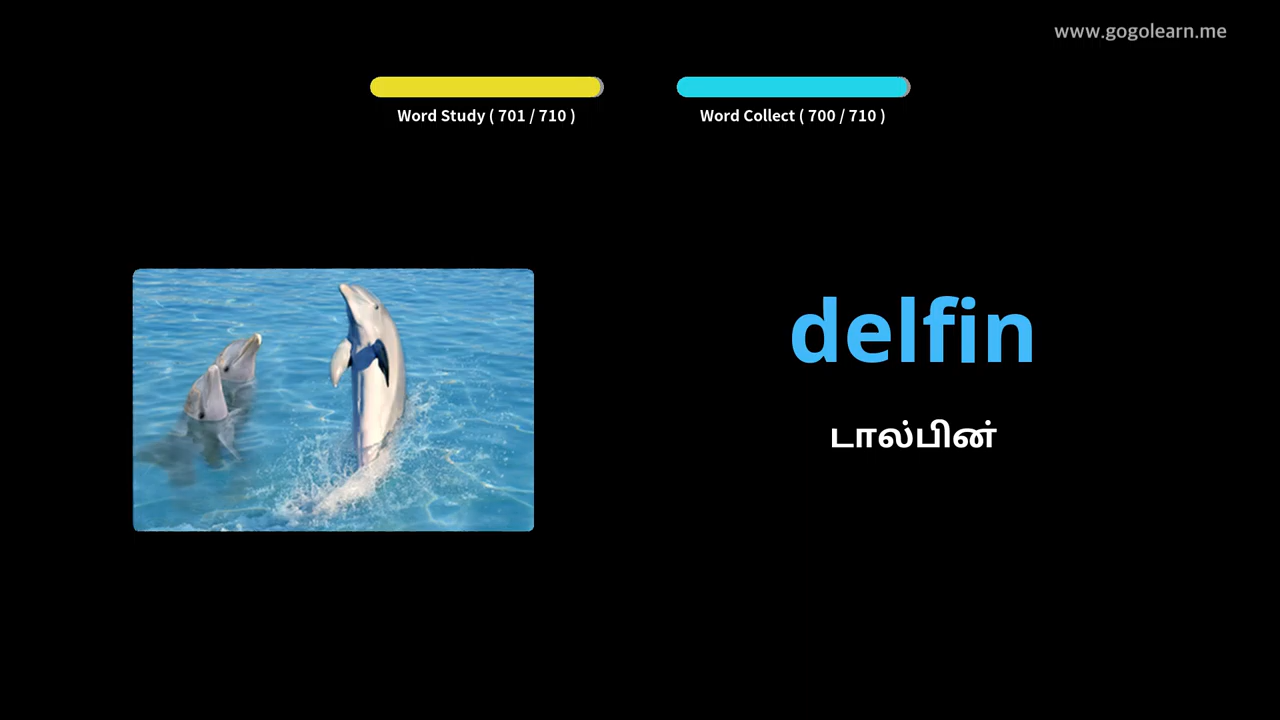 www.gogolearn.me
Word Study ( 701 / 710 )
Word Collect ( 700 / 710 )
delfin
டால்பின்